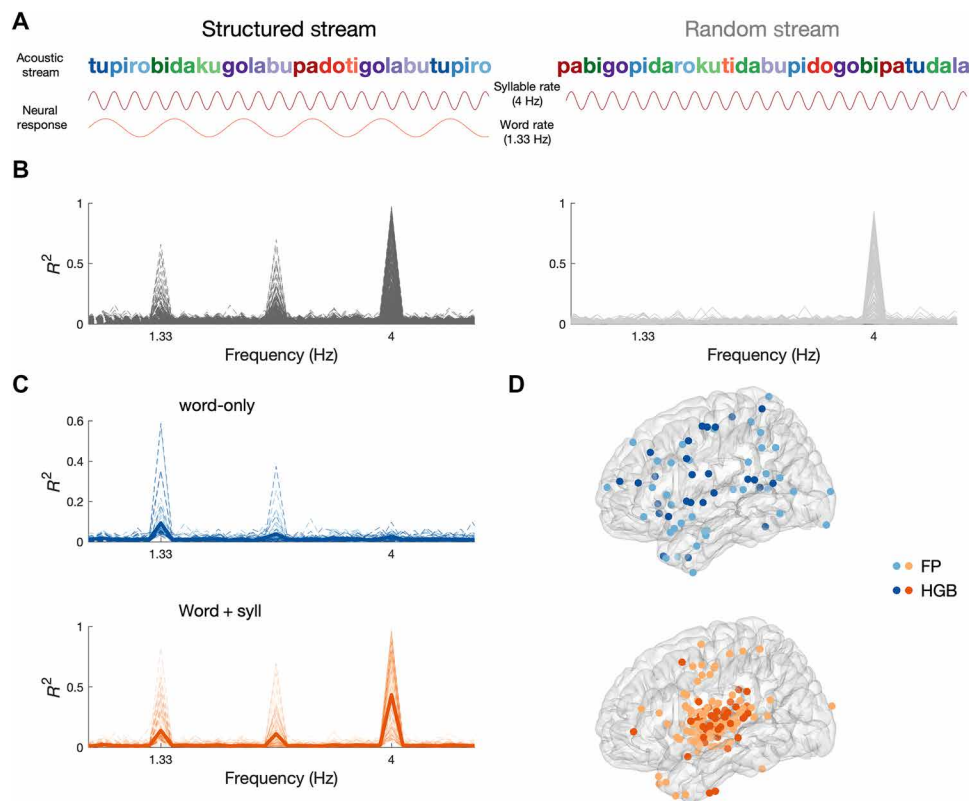 A
Structured stream
Random stream
Acoustic
stream
tupirobidakugolabupadotigolabutupiro
pabigopidarokutidabupidogobipatudala
Neural
response
Syllable rate
(4 Hz)
Word rate
(1.33 Hz)
B
1
0.5
0
R²
1.33
4
Frequency (Hz)
1
0.5
0
1.33
4
Frequency (Hz)
C
word-only
0.6
0.4
0.2
0
R²
1.33
4
Word + syll
1
0.5
0
R²
1.33
4
Frequency (Hz)
D
FP
HGB